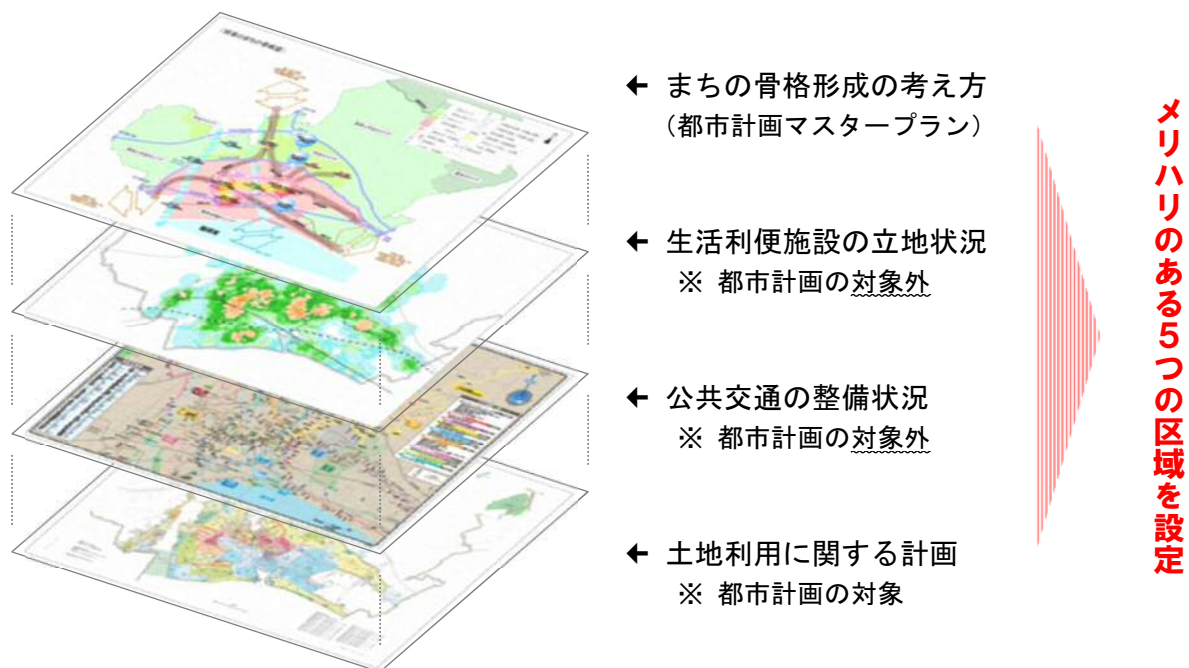 ← まちの骨格形成の考え方
（都市計画マスタープラン）
← 生活利便施設の立地状況
※ 都市計画の対象外
← 公共交通の整備状況
※ 都市計画の対象外
← 土地利用に関する計画
※ 都市計画の対象
メリハリのある５つの区域を設定